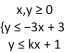 x,y ≥ 0
{y ≤ −3x + 3
y ≤ kx + 1